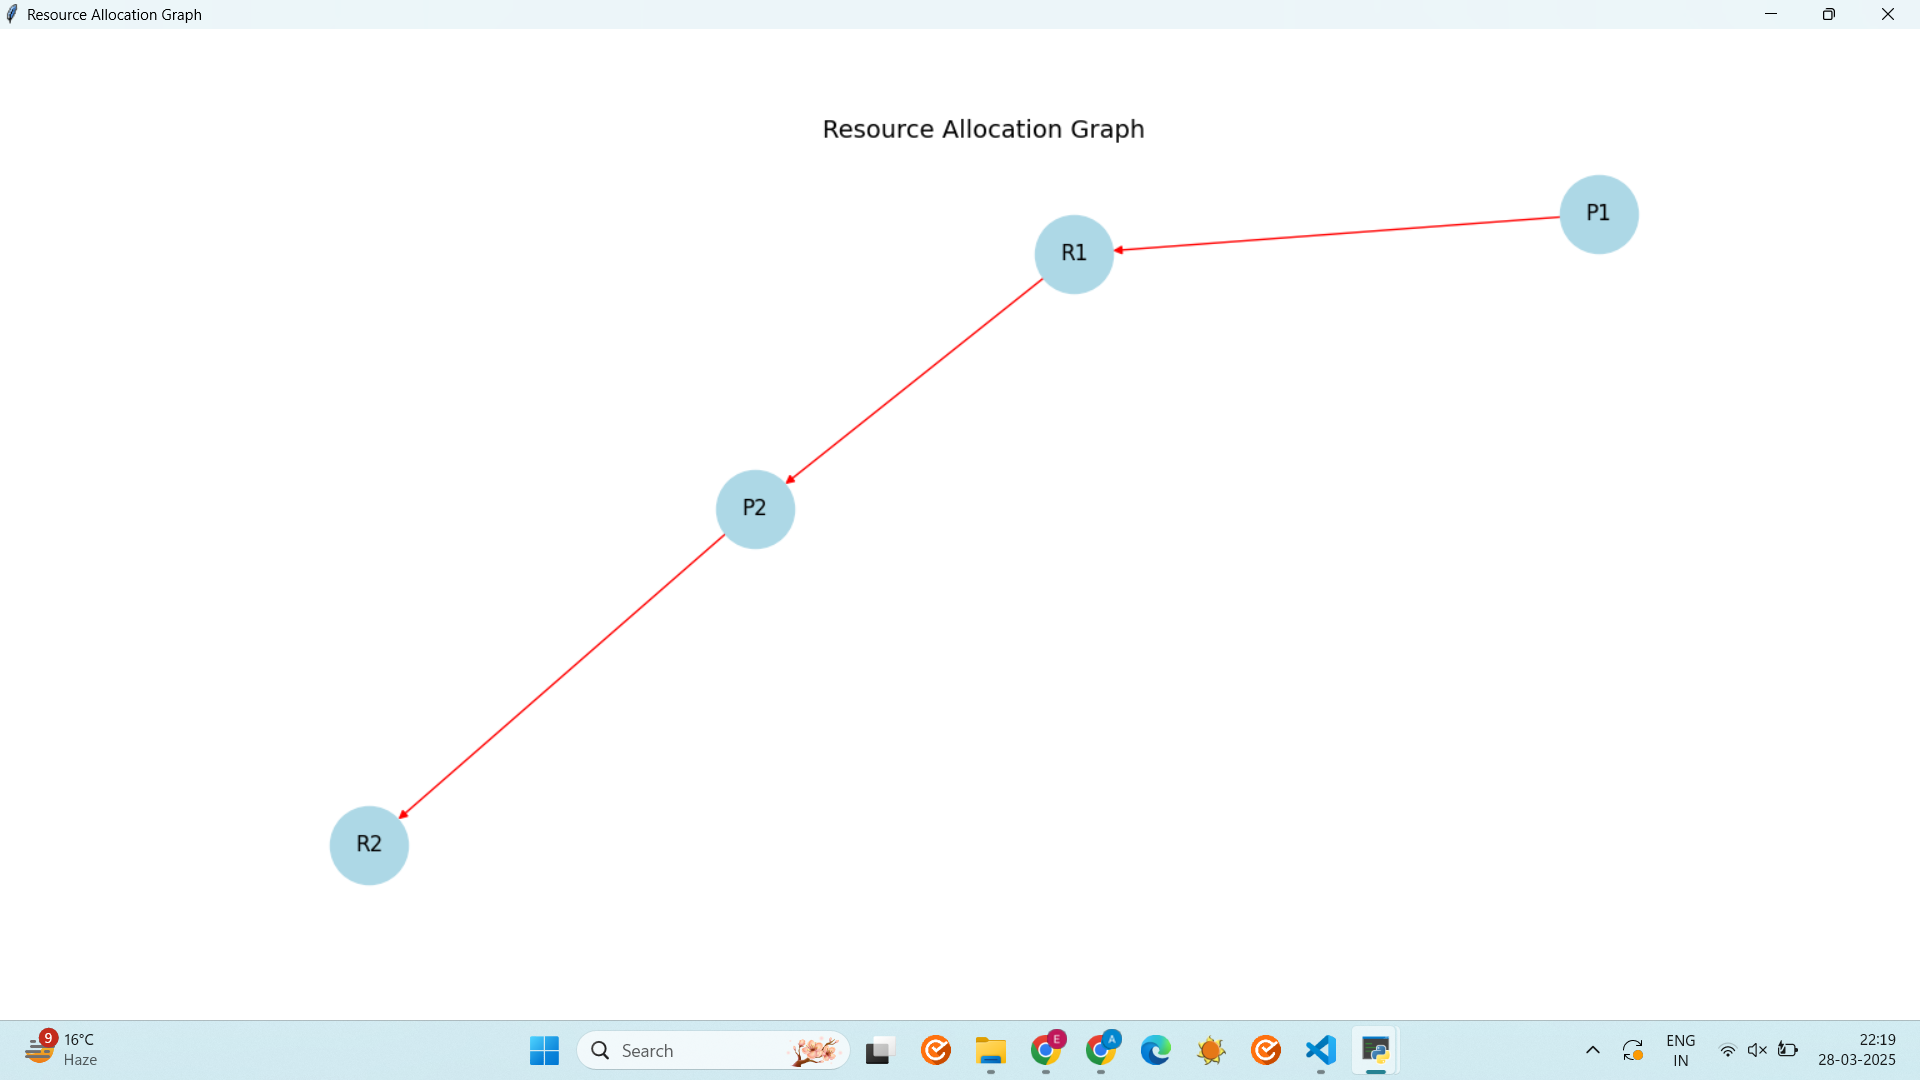 Resource Allocation Graph
Resource Allocation Graph
P1
R1
P2
R2
9
16°C
Haze
Search
E
A
ENG
IN
22:19
28-03-2025